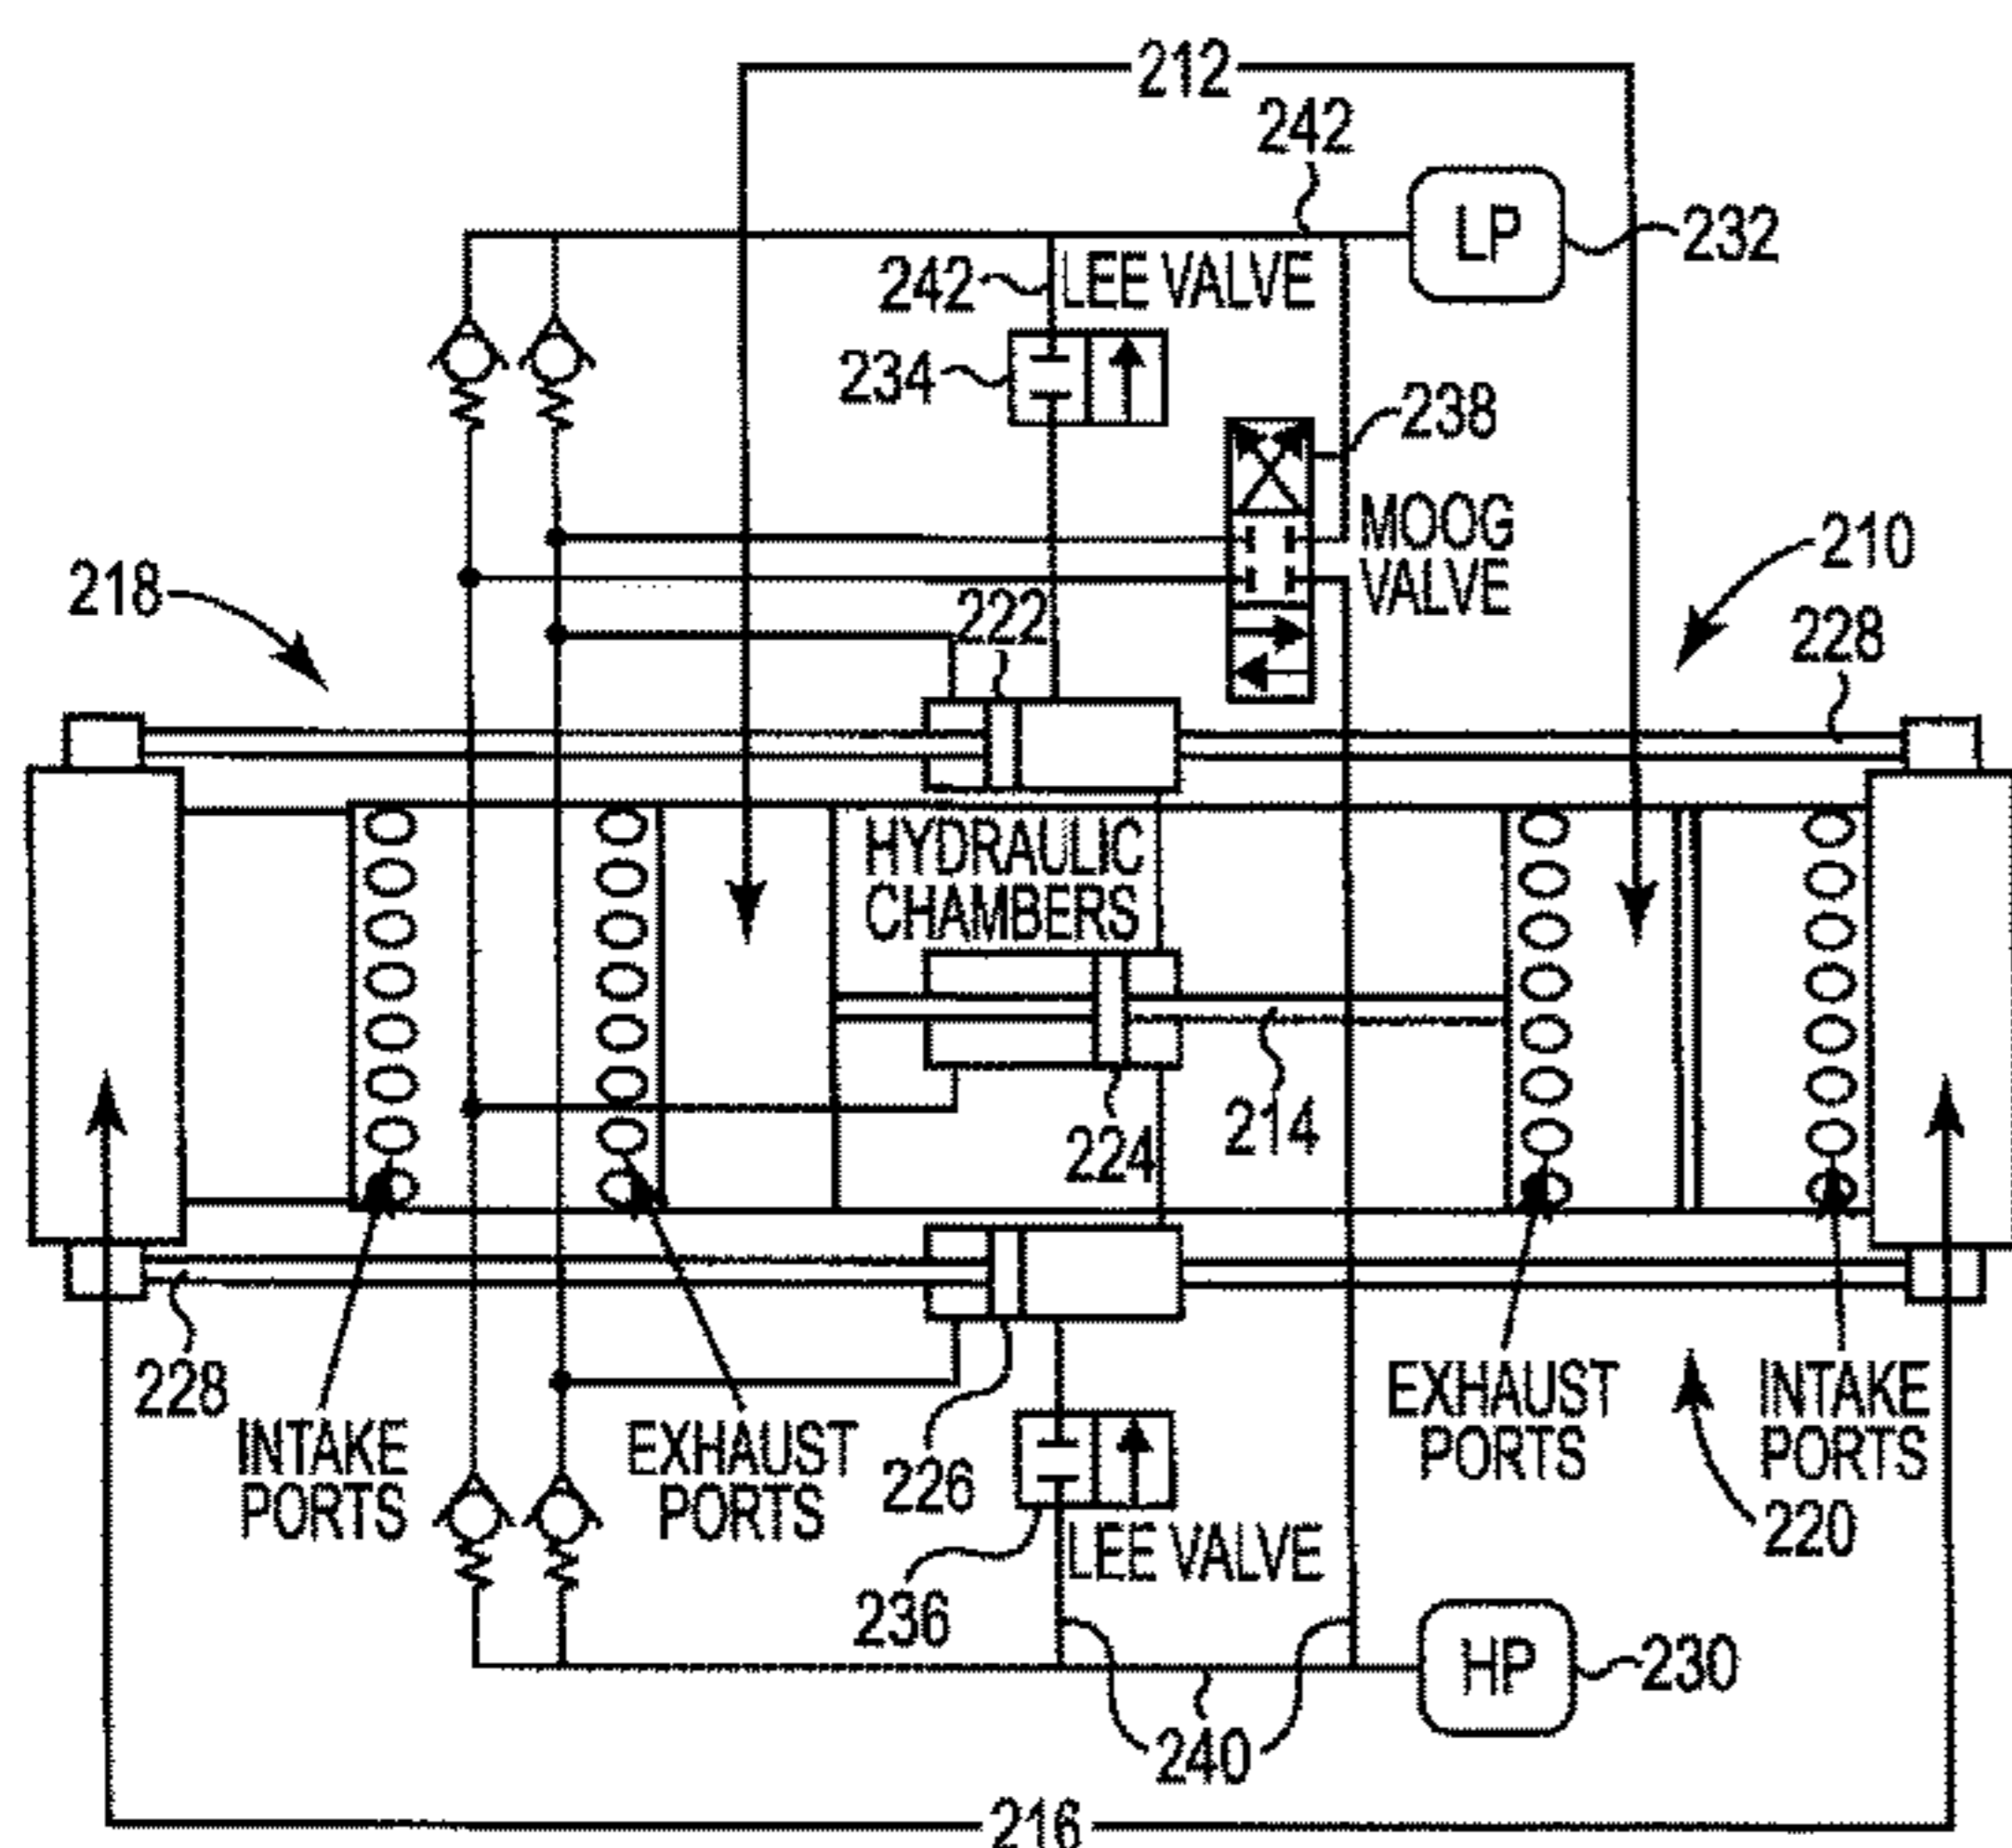 212
242
LP
232
242
LEE VALVE
234
238
MOOG
VALVE
210
218
222
228
HYDRAULIC
CHAMBERS
214
224
228
INTAKE
PORTS
EXHAUST
PORTS
226
EXHAUST
PORTS
INTAKE
PORTS
220
LEE VALVE
236
HP
230
240
216